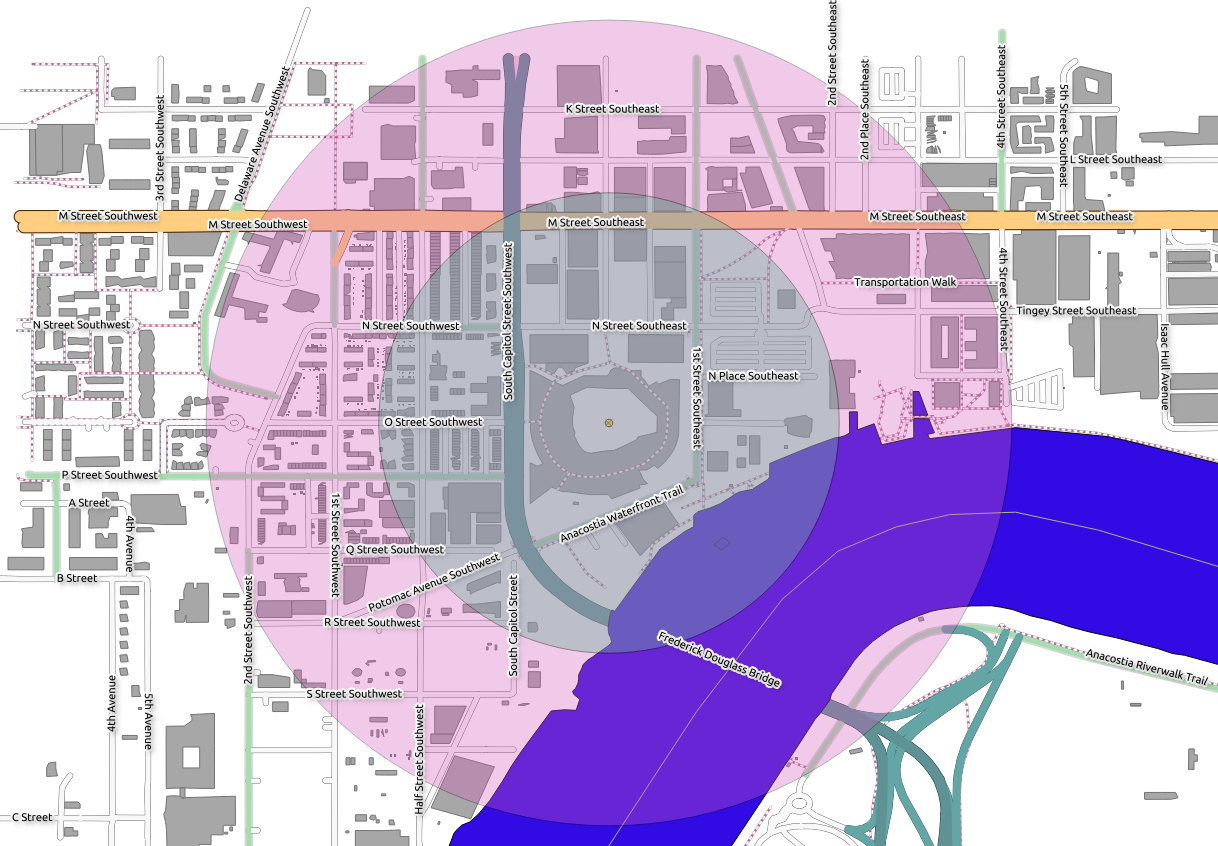 2nd Street Southeast
K Street Southeast
2nd Place Southeast
4th Street Southeast
5th Street Southeast
3rd Street Southwest
Delaware Avenue Southwest
L Street Southeast
M Street Southwest
M Street Southwest
M Street Southeast
M Street Southeast
M Street Southeast
South Capitol Street Southwest
Transportation Walk
4th Street Southeast
Tingey Street Southeast
N Street Southwest
N Street Southwest
N Street Southeast
Isaac Hull Avenue
1st Street Southeast
N Place Southeast
O Street Southwest
P Street Southwest
A Street
4th Avenue
1st Street Southwest
Anacostia Waterfront Trail
Q Street Southwest
Potomac Avenue Southwest
B Street
2nd Street Southwest
South Capitol Street
R Street Southwest
Frederick Douglass Bridge
Anacostia Riverwalk Trail
4th Avenue
5th Avenue
S Street Southwest
Half Street Southwest
C Street